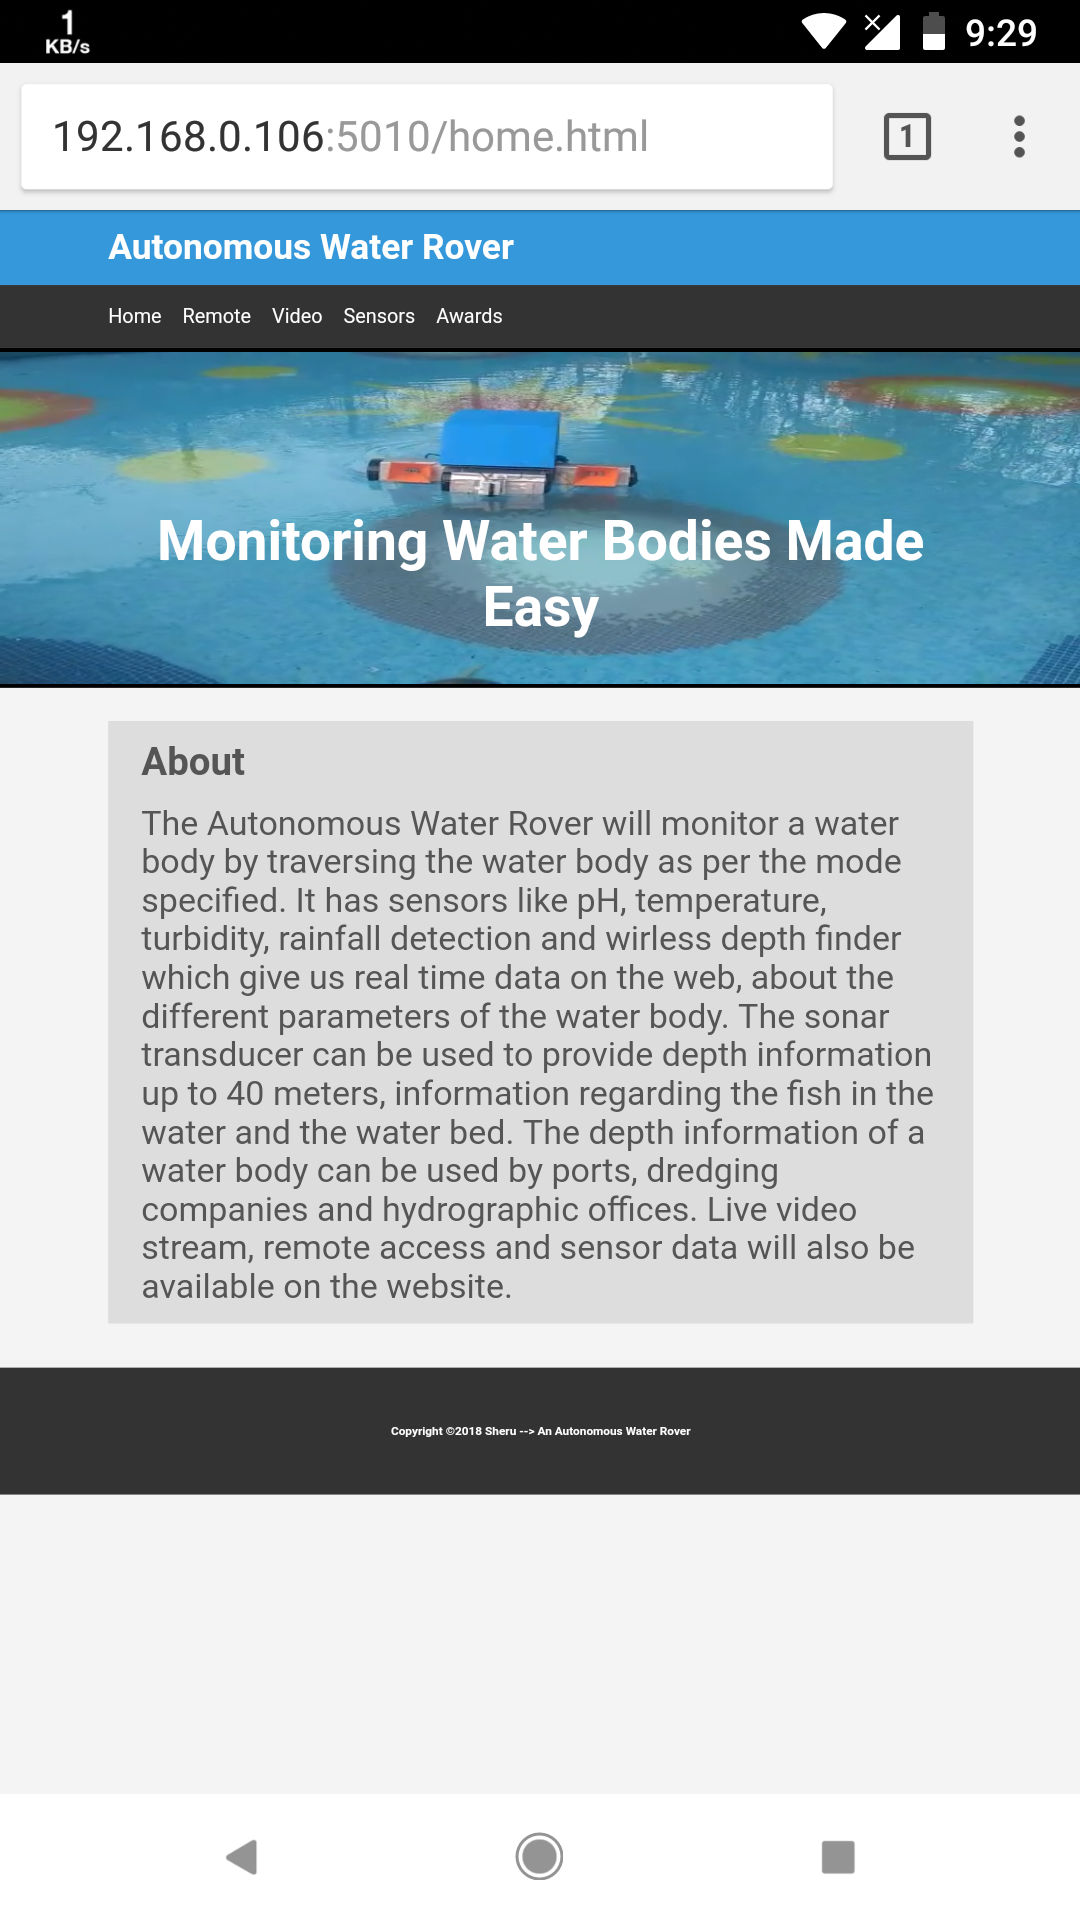 1
KB/s
9:29
192.168.0.106:5010/home.html
1
Autonomous Water Rover
Home Remote Video Sensors Awards
Monitoring Water Bodies Made
Easy
About
The Autonomous Water Rover will monitor a water
body by traversing the water body as per the mode
specified. It has sensors like pH, temperature,
turbidity, rainfall detection and wirless depth finder
which give us real time data on the web, about the
different parameters of the water body. The sonar
transducer can be used to provide depth information
up to 40 meters, information regarding the fish in the
water and the water bed. The depth information of a
water body can be used by ports, dredging
companies and hydrographic offices. Live video
stream, remote access and sensor data will also be
available on the website.
Copyright ©2018 Sheru --> An Autonomous Water Rover